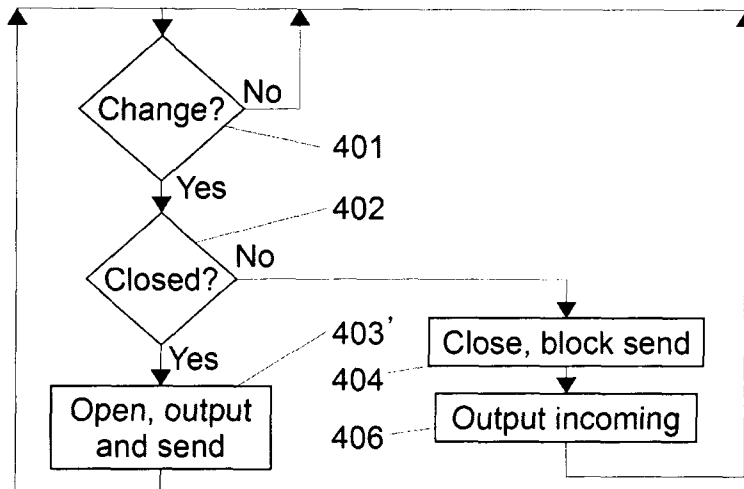 Change?
No
401
Yes
402
Closed?
No
Yes
403'
Close, block send
404
Open, output
and send
Output incoming
406